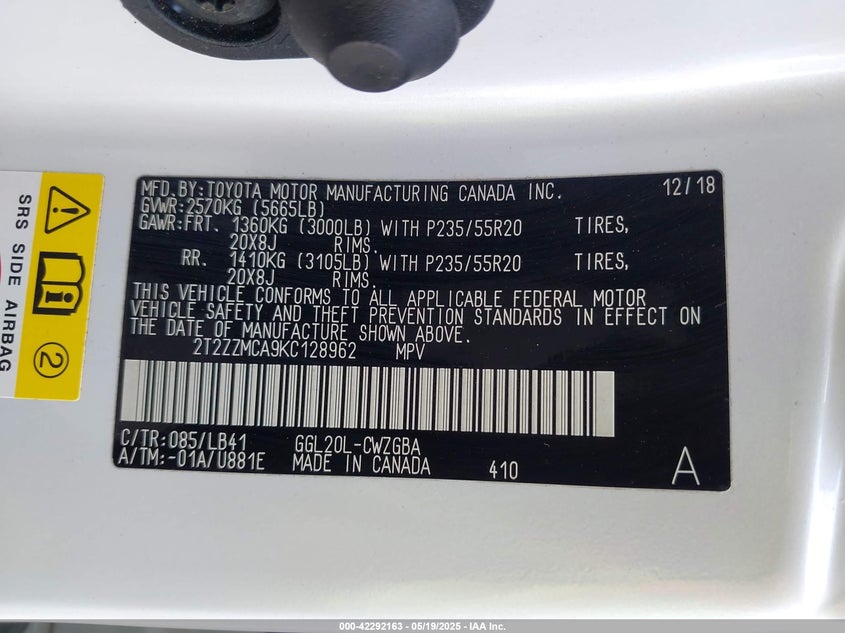 MFD.BY:TOYOTA MOTOR MANUFACTURING CANADA INC. 12/18
GVWR:2570KG (5665LB)
GAWR:FRT. 1360KG (3000LB) WITH P235/55R20 TIRES,
20X8J RIMS.
RR. 1410KG (3105LB) WITH P235/55R20 TIRES,
20X8J RIMS.
THIS VEHICLE CONFORMS TO ALL APPLICABLE FEDERAL MOTOR
VEHICLE SAFETY AND THEFT PREVENTION STANDARDS IN EFFECT ON
THE DATE OF MANUFACTURE SHOWN ABOVE.
2T2ZZMCA9KC128962 MPV
C/TR:085/LB41 GGL20L-CWZGBA
A/TM:-01A/U881E MADE IN CANADA 410 A
SRS SIDE AIRBAG
2
000-42292163 - 05/19/2025 - IAA Inc.